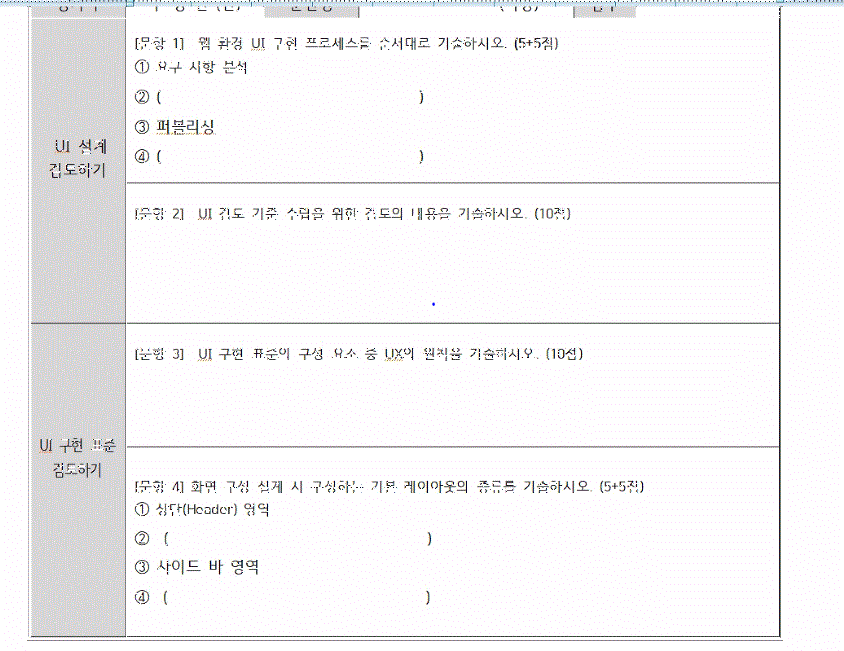 [문항 1] 웹 환경 UI 구현 프로세스를 순서대로 기술하시오. (5+5점)
① 요구 사항 분석
② ( )
③ 퍼블리싱
④ ( )
UI 설계
검토하기
[문항 2] UI 검토 기준 수립을 위한 검토의 내용을 기술하시오. (10점)
[문항 3] UI 구현 표준의 구성 요소 중 UX의 원칙을 기술하시오. (10점)
UI 구현 표준
검토하기
[문항 4] 화면 구성 설계 시 구성하는 기본 레이아웃의 종류를 기술하시오. (5+5점)
① 상단(Header) 영역
② ( )
③ 사이드 바 영역
④ ( )